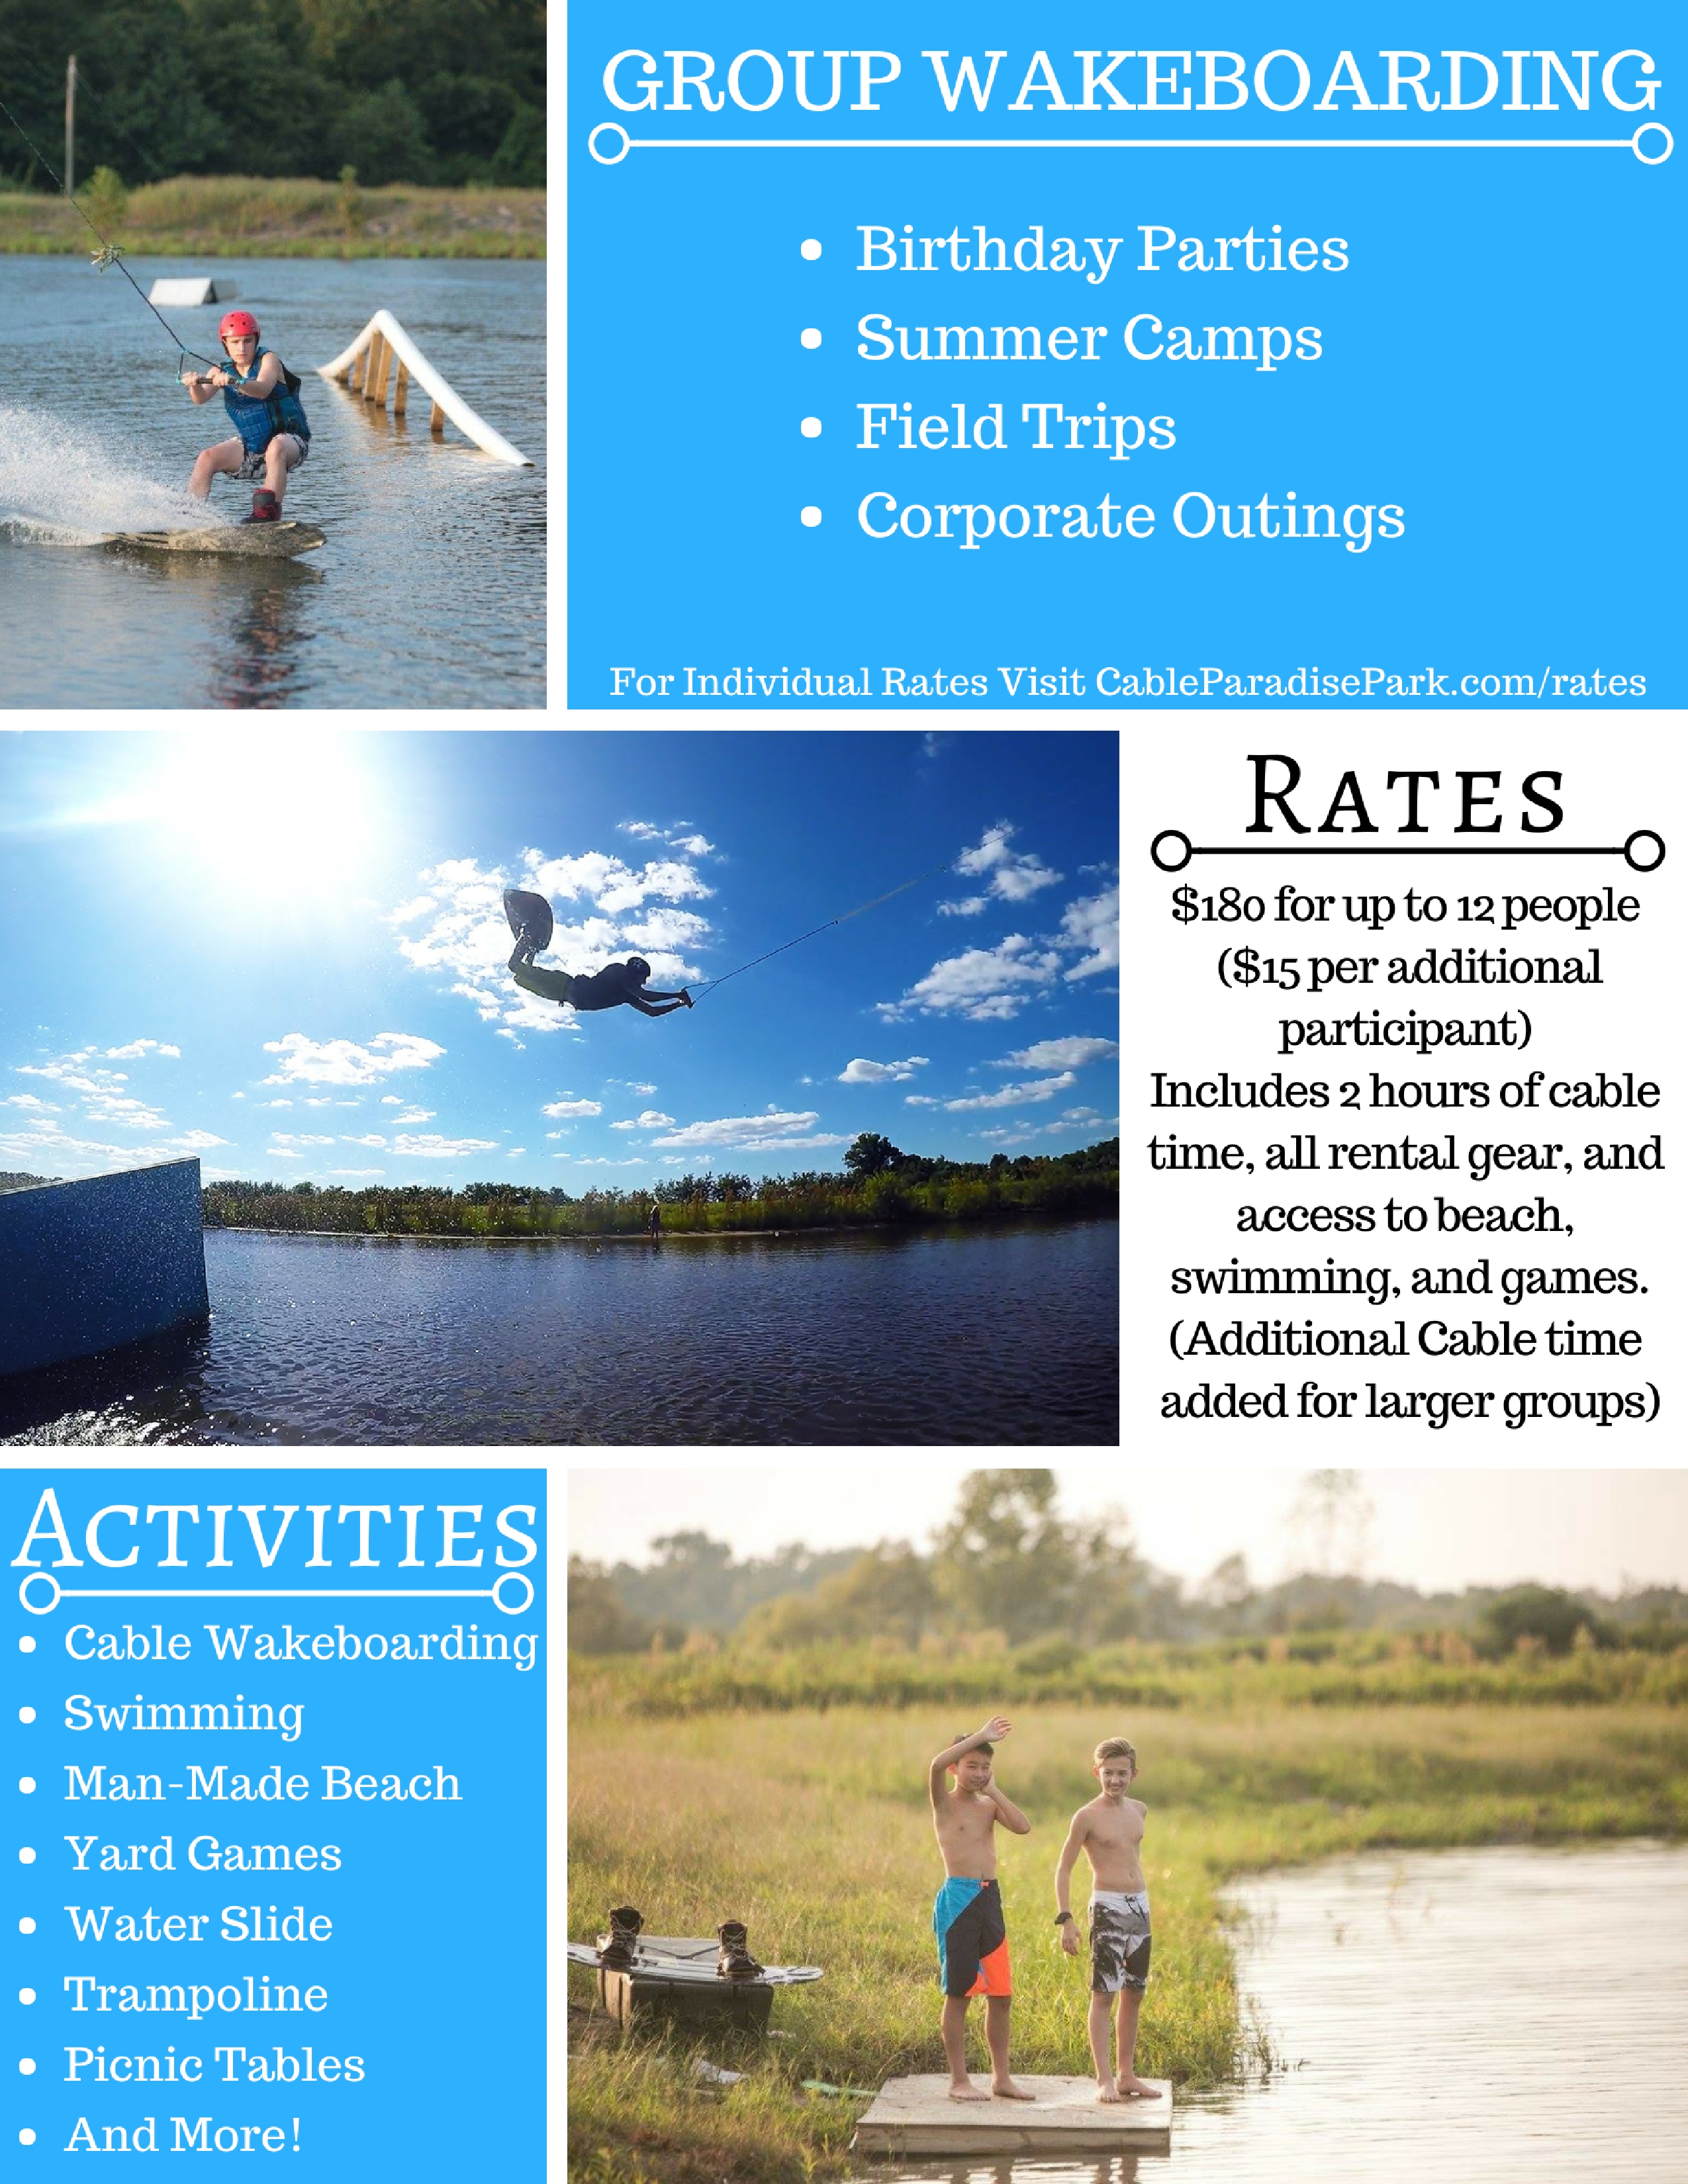 GROUP WAKEBOARDING
• Birthday Parties
• Summer Camps
• Field Trips
• Corporate Outings
For Individual Rates Visit CableParadisePark.com/rates
RATES
$180 for up to 12 people
($15 per additional
participant)
Includes 2 hours of cable
time, all rental gear, and
access to beach,
swimming, and games.
(Additional Cable time
added for larger groups)
ACTIVITIES
• Cable Wakeboarding
• Swimming
• Man-Made Beach
• Yard Games
• Water Slide
• Trampoline
• Picnic Tables
• And More!